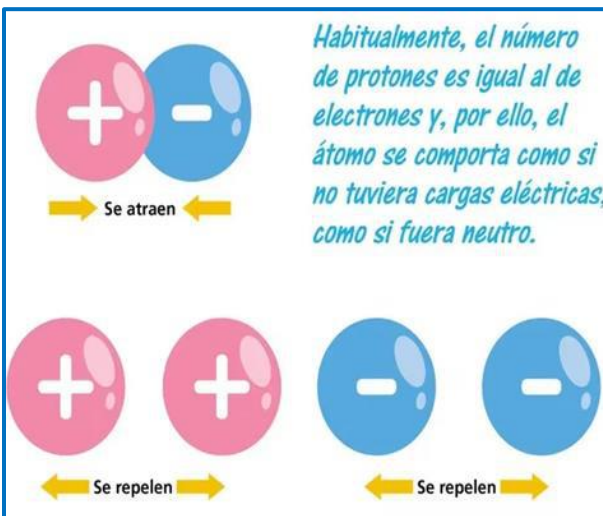 Habitualmente, el número
de protones es igual al de
electrones y, por ello, el
átomo se comporta como si
no tuviera cargas eléctricas,
como si fuera neutro.
+ -
Se atraen
+ + - -
Se repelen Se repelen